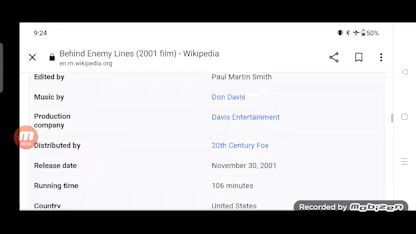 9:24
50%
Behind Enemy Lines (2001 film) - Wikipedia
en.m.wikipedia.org
Edited by Paul Martin Smith
Music by Don Davis
Production company Davis Entertainment
Distributed by 20th Century Fox
Release date November 30, 2001
Running time 106 minutes
Country United States
Recorded by Mobizen